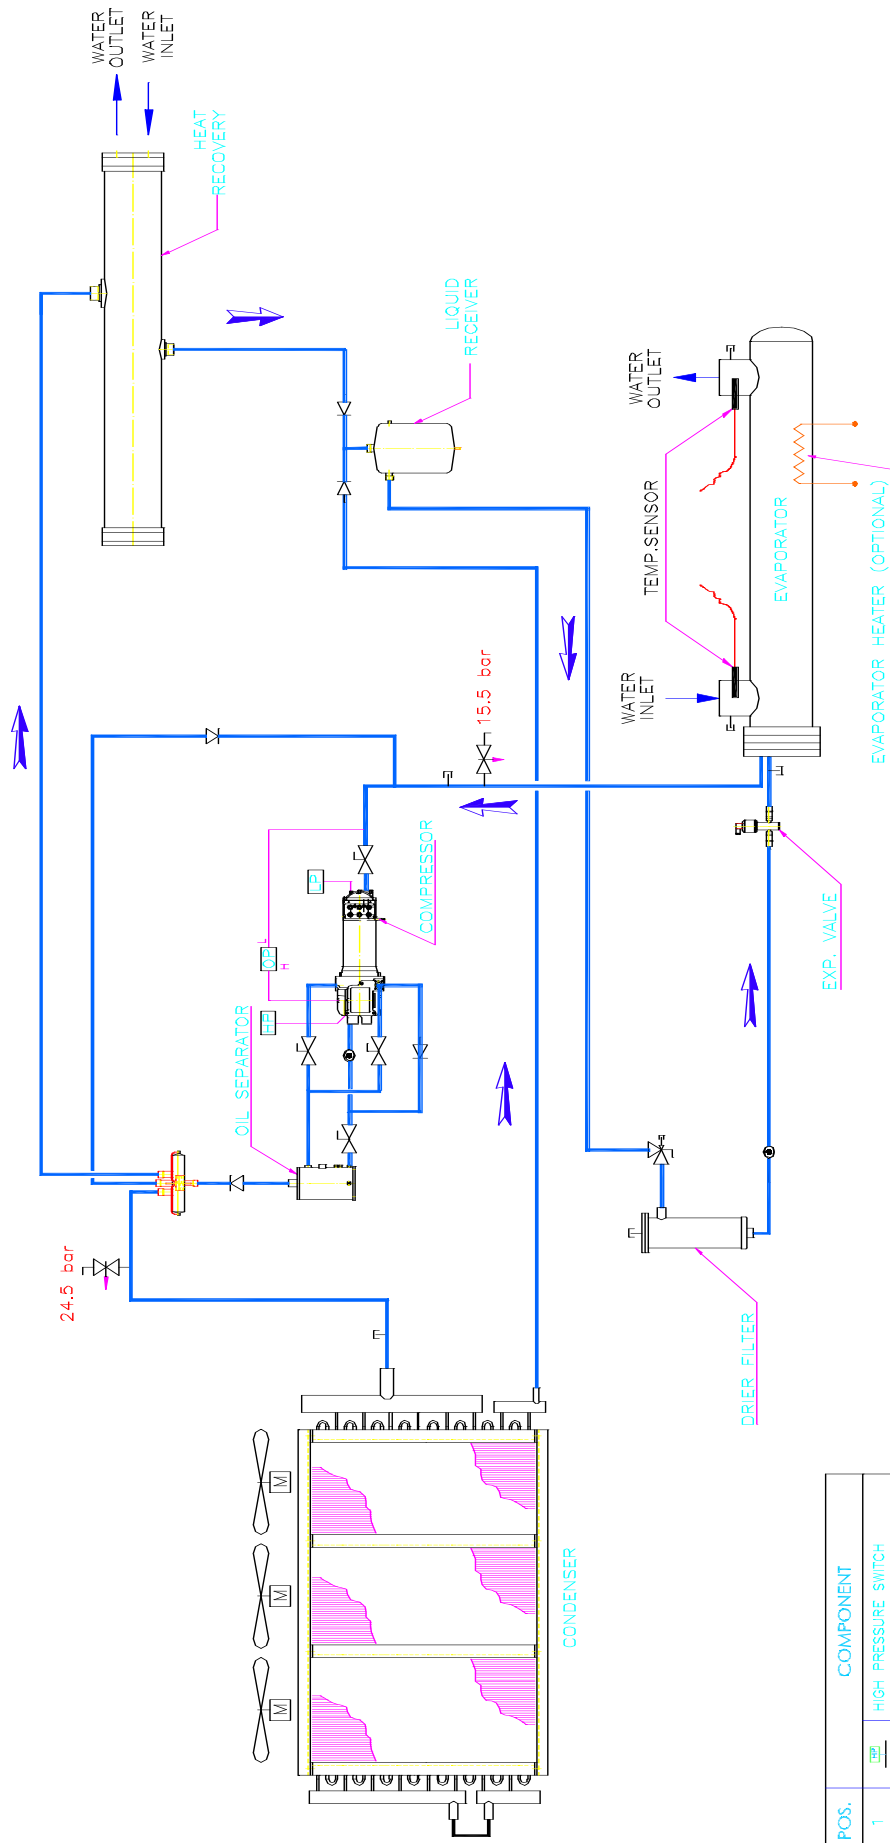 WATER
OUTLET
WATER
INLET
HEAT
RECOVERY
LIQUID
RECEIVER
WATER
OUTLET
TEMP.SENSOR
EVAPORATOR
EVAPORATOR HEATER (OPTIONAL)
WATER
INLET
15.5 bar
LP
COMPRESSOR
L
OP
H
HP
OIL SEPARATOR
EXP. VALVE
24.5 bar
DRIER FILTER
M
M
M
CONDENSER
POS.
COMPONENT
1
HP
HIGH PRESSURE SWITCH